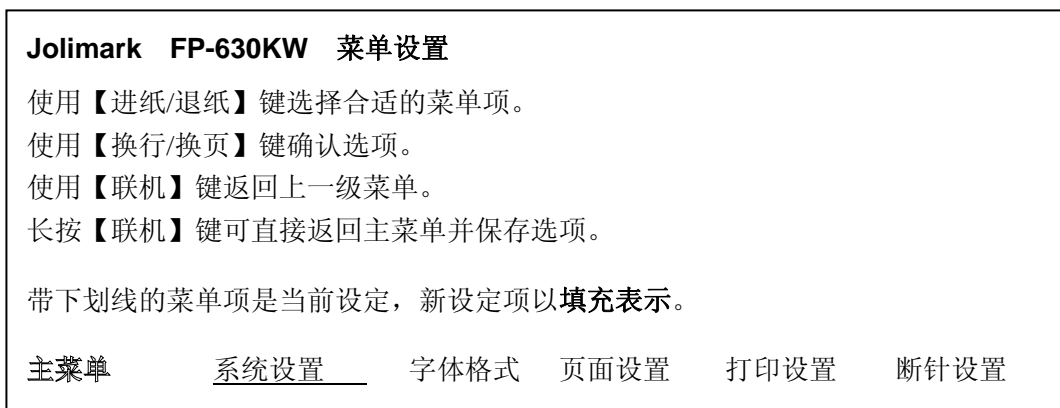 Jolimark FP-630KW 菜单设置
使用【进纸/退纸】键选择合适的菜单项。
使用【换行/换页】键确认选项。
使用【联机】键返回上一级菜单。
长按【联机】键可直接返回主菜单并保存选项。
带下划线的菜单项是当前设定，新设定项以填充表示。
主菜单 系统设置 字体格式 页面设置 打印设置 断针设置